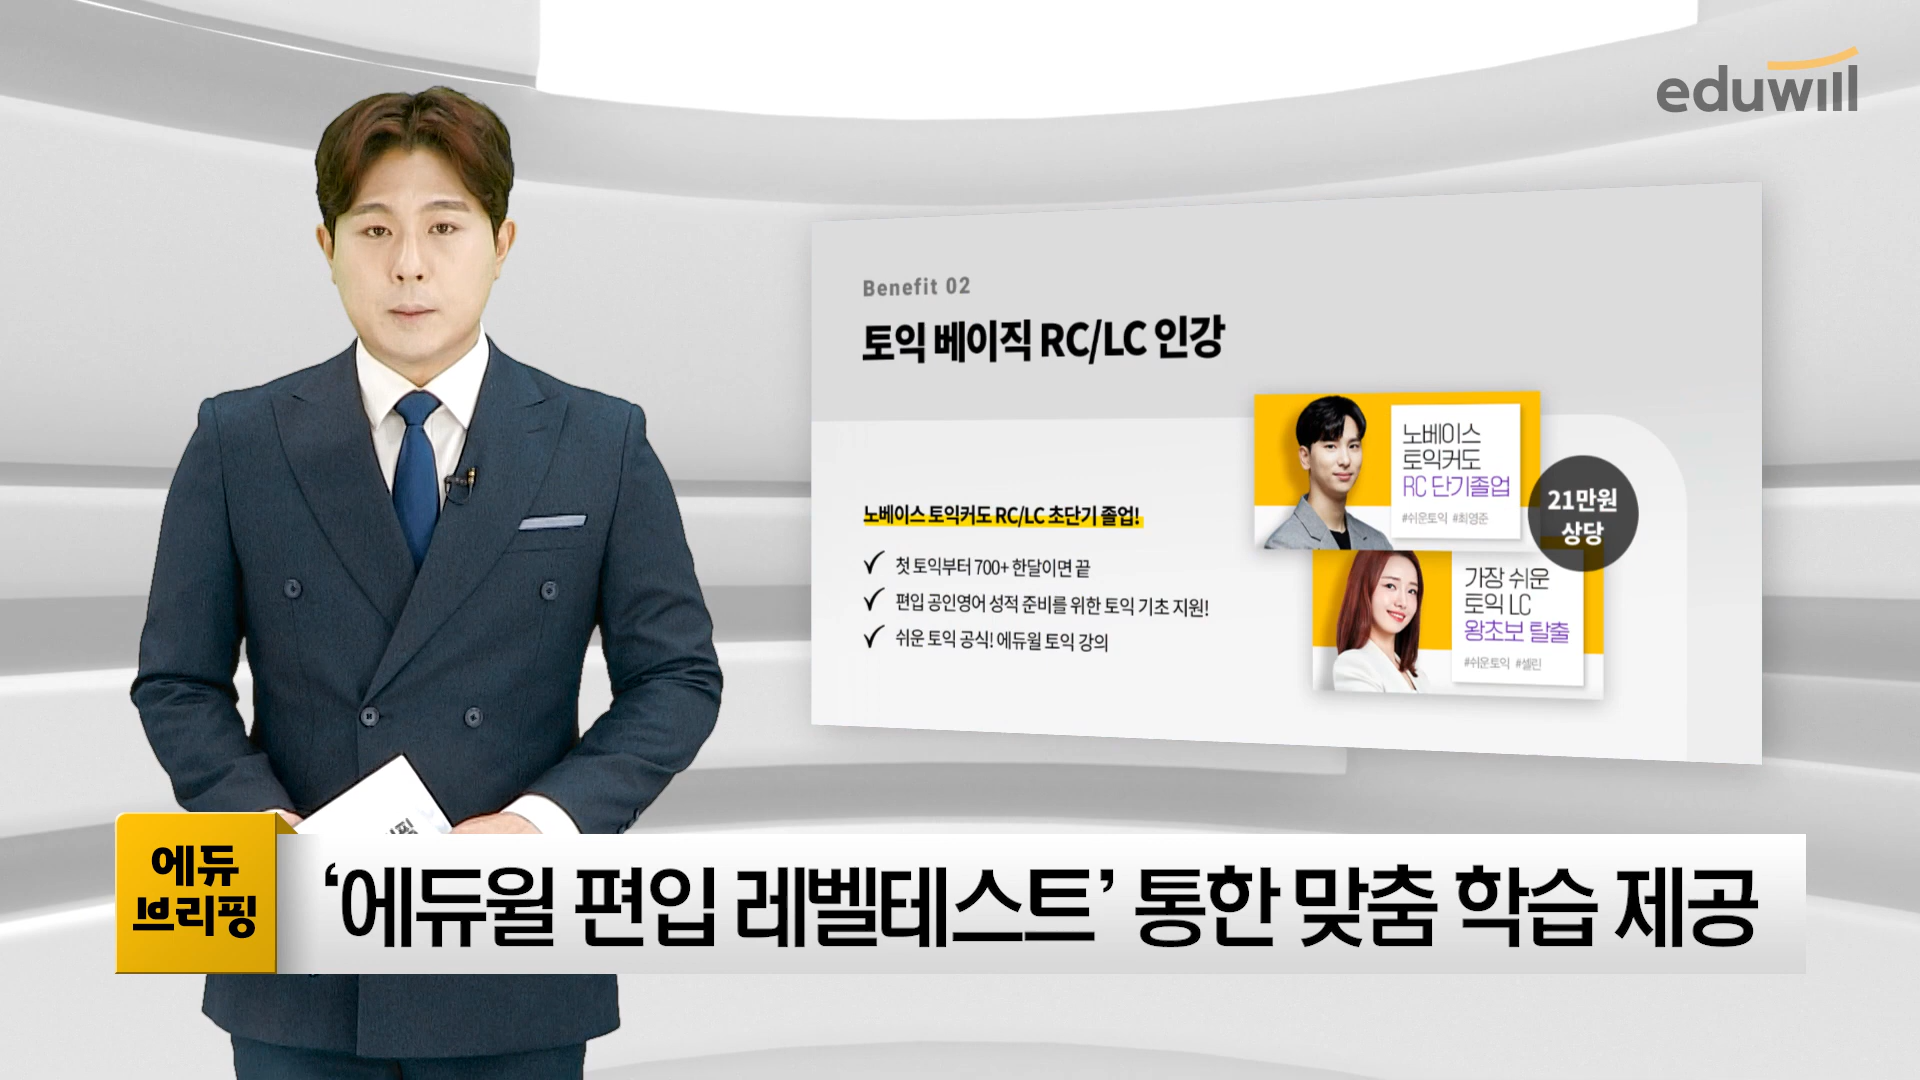 eduwill
Benefit 02
토익 베이직 RC/LC 인강
노베이스 토익커도 RC/LC 초단기 졸업!
첫 토익부터 700+ 한달이면 끝
편입 공인영어 성적 준비를 위한 토익 기초 지원!
쉬운 토익 공식! 에듀윌 토익 강의
노베이스
토익커도
RC 단기졸업
#쉬운토익 #최영준
21만원
상당
가장 쉬운
토익 LC
왕초보 탈출
#쉬운토익 #셀린
에듀
브리핑
‘에듀윌 편입 레벨테스트’ 통한 맞춤 학습 제공